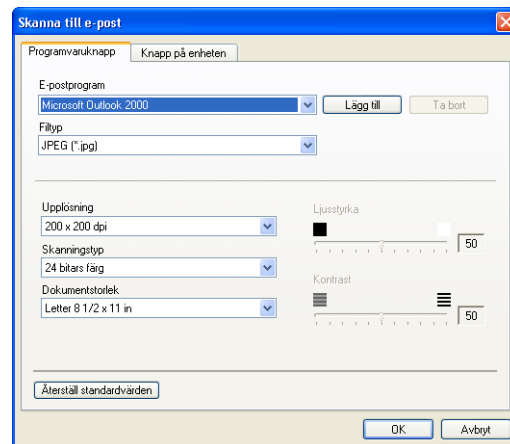 Skanna till e-post
Programvaruknapp
Knapp på enheten
E-postprogram
Microsoft Outlook 2000
Lägg till
Ta bort
Filtyp
JPEG (*.jpg)
Upplösning
200 x 200 dpi
Ljusstyrka
50
Skanningstyp
24 bitars färg
Kontrast
50
Dokumentstorlek
Letter 8 1/2 x 11 in
Återställ standardvärden
OK
Avbryt